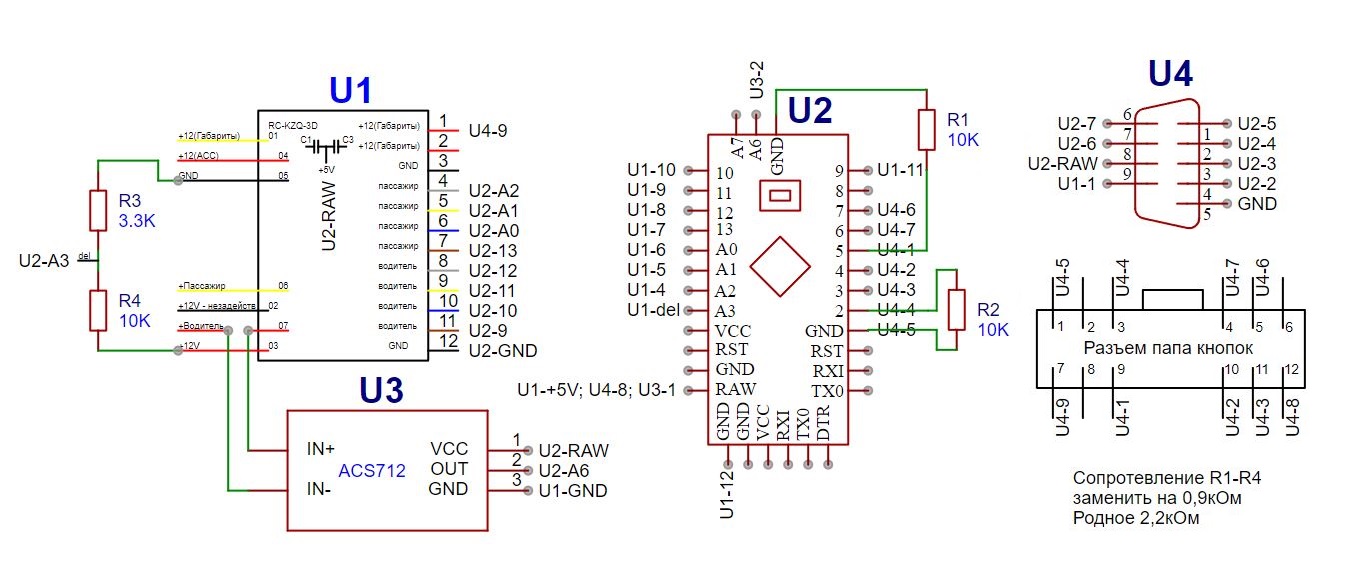 U1
RC-KZQ-3D
+12(Габариты)
01
+12(ACC)
04
GND
05
C1
C3
+5V
U2-RAW
+12(Габариты)
1
U4-9
+12(Габариты)
2
GND
3
пассажир
4
U2-A2
пассажир
5
U2-A1
пассажир
6
U2-A0
пассажир
7
U2-13
водитель
8
U2-12
водитель
9
U2-11
водитель
10
U2-10
водитель
11
U2-9
GND
12
U2-GND
R3
3.3K
U2-A3
del
R4
10K
+Пассажир
06
+12V - незадейств
02
+Водитель
07
+12V
03
U3
IN+
IN-
ACS712
VCC
1
U2-RAW
OUT
2
U2-A6
GND
3
U1-GND
U2
U3-2
A7
A6
GND
R1
10K
U1-10
10
U1-9
11
U1-8
12
U1-7
13
U1-6
A0
U1-5
A1
U1-4
A2
U1-del
A3
VCC
RST
GND
U1-+5V; U4-8; U3-1
RAW
9
U1-11
8
7
U4-6
6
U4-7
5
U4-1
4
U4-2
3
U4-3
2
U4-4
GND
U4-5
RST
RXI
TX0
R2
10K
GND
GND
VCC
RXI
TX0
DTR
U1-12
U4
U2-7
6
U2-6
7
U2-RAW
8
U1-1
9
U2-5
1
U2-4
2
U2-3
3
U2-2
4
GND
5
U4-5
U4-4
U4-7
U4-6
1
2
3
4
5
6
Разъем папа кнопок
7
8
9
10
11
12
U4-9
U4-1
U4-2
U4-3
U4-8
Сопротевление R1-R4
заменить на 0,9кОм
Родное 2,2кОм